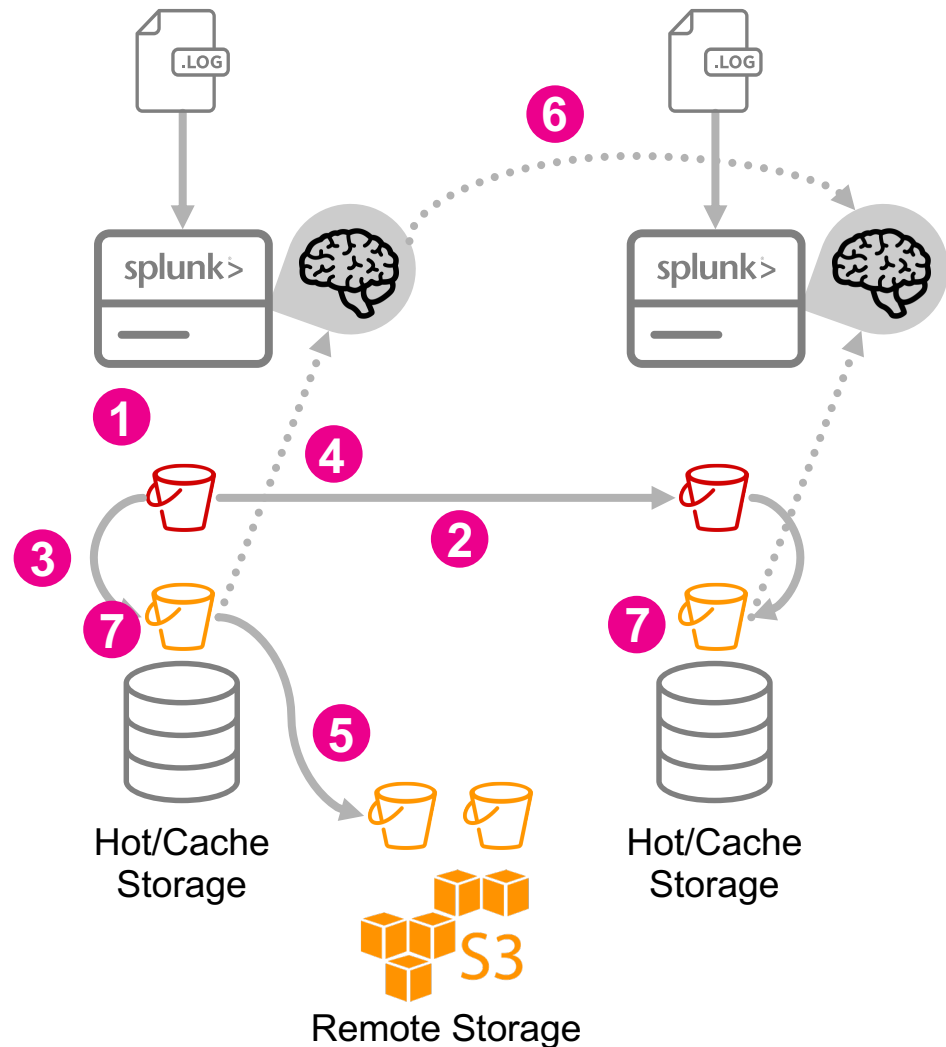 .LOG
.LOG
6
splunk>
splunk>
1
4
2
3
7
7
5
Hot/Cache
Storage
Hot/Cache
Storage
S3
Remote Storage